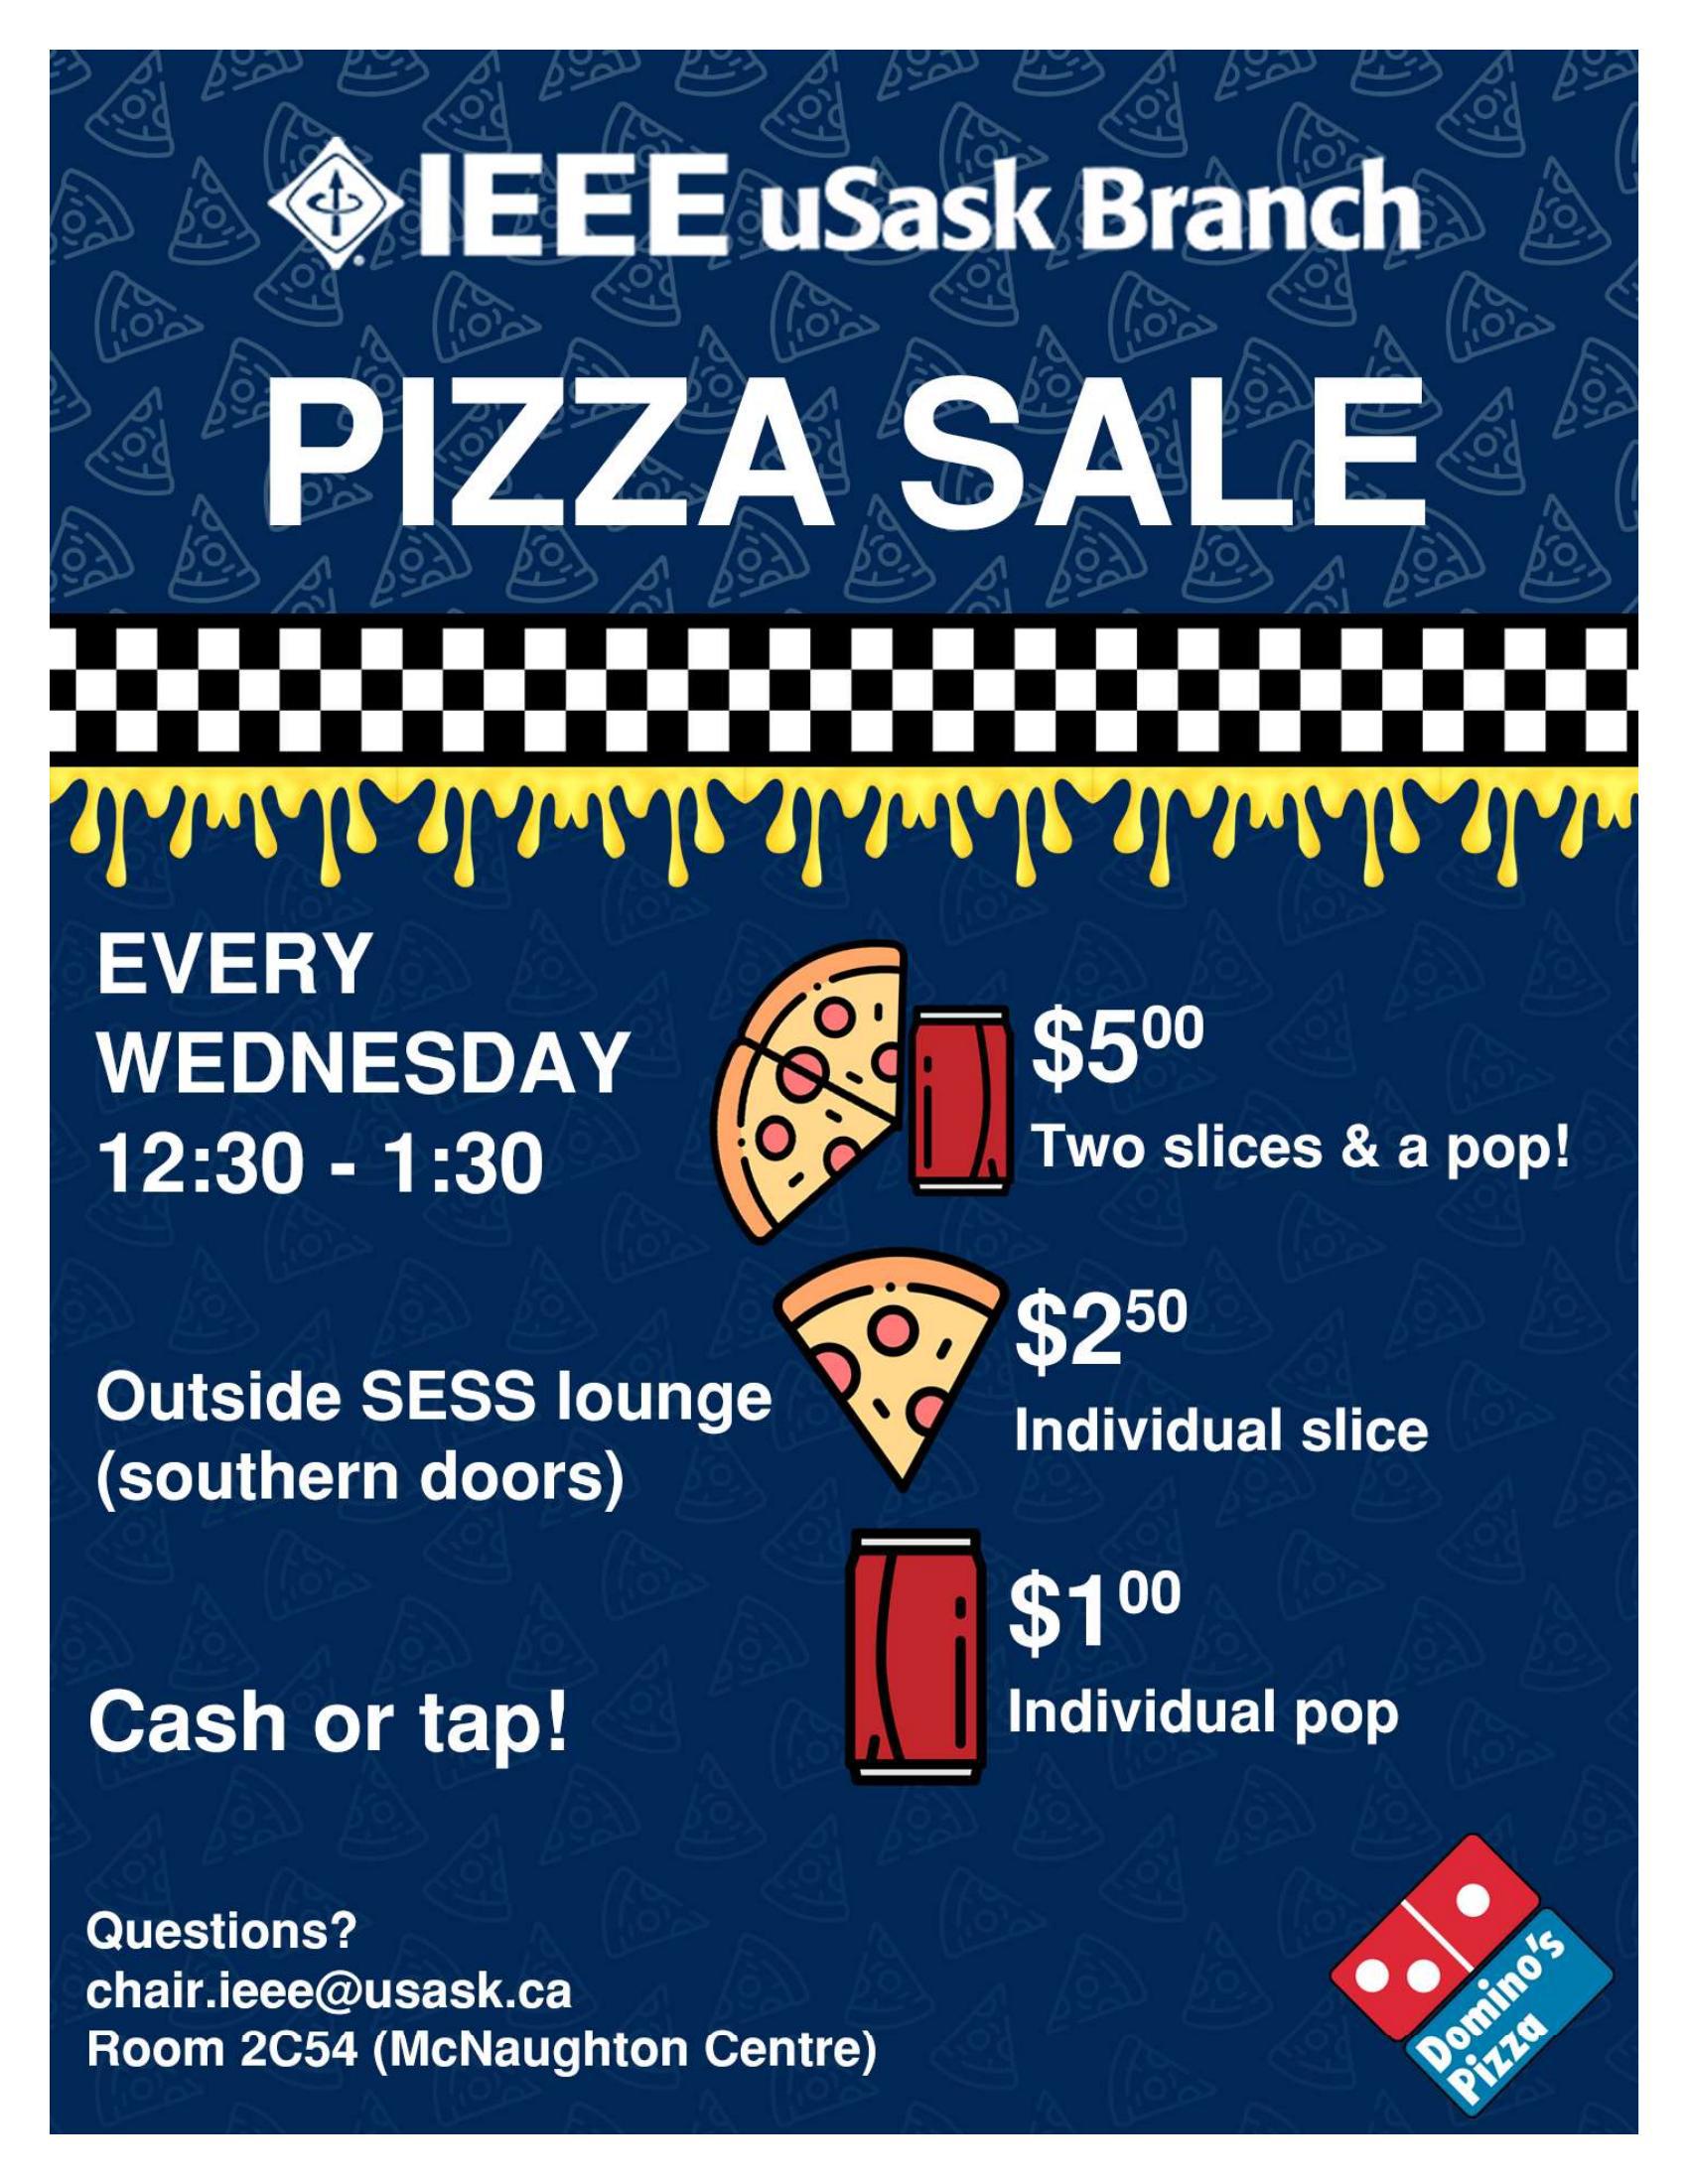 IEEE uSask Branch
PIZZA SALE
EVERY
WEDNESDAY
12:30 - 1:30
Outside SESS lounge
(southern doors)
Cash or tap!
$5⁰⁰
Two slices & a pop!
$2⁵⁰
Individual slice
$1⁰⁰
Individual pop
Questions?
chair.ieee@usask.ca
Room 2C54 (McNaughton Centre)
Domino's
Pizza